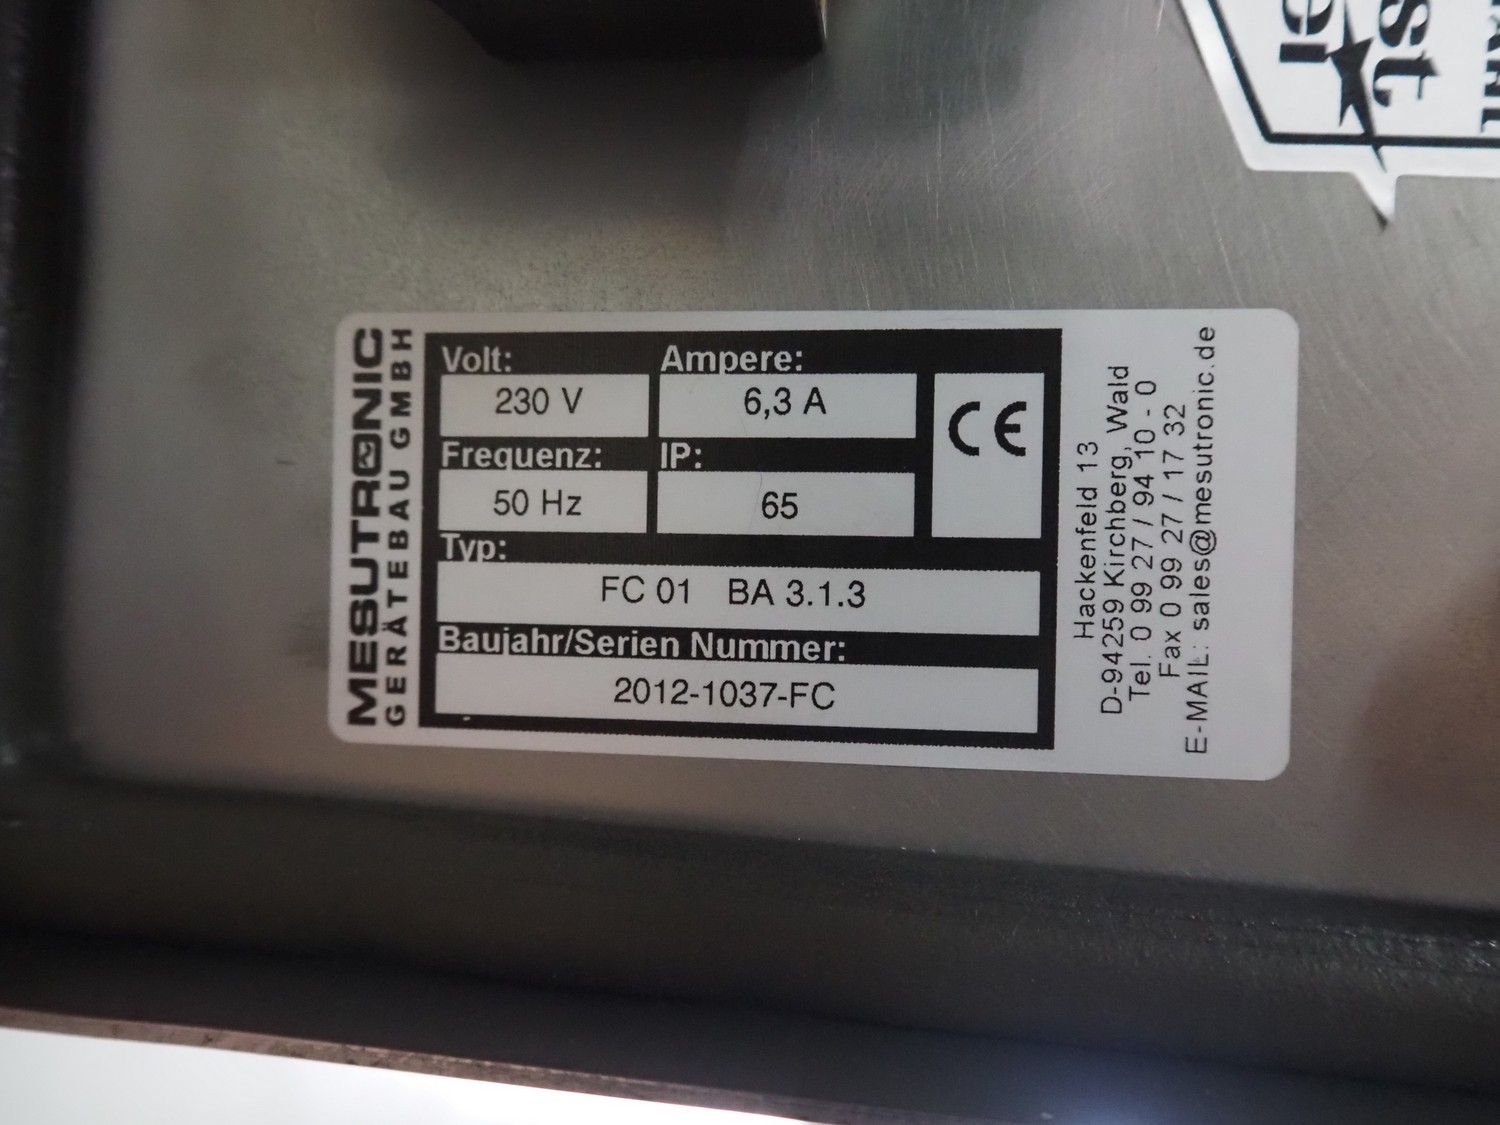 MESUTRONIC
GERÄTEBAU GMBH
Volt:
230 V
Ampere:
6,3 A
Frequenz:
50 Hz
IP:
65
CE
Typ:
FC 01 BA 3.1.3
Baujahr/Serien Nummer:
2012-1037-FC
Hackenfeld 13
D-94259 Kirchberg, Wald
Tel. 0 99 27 / 94 10 - 0
Fax 0 99 27 / 17 32
E-MAIL: sales@mesutronic.de